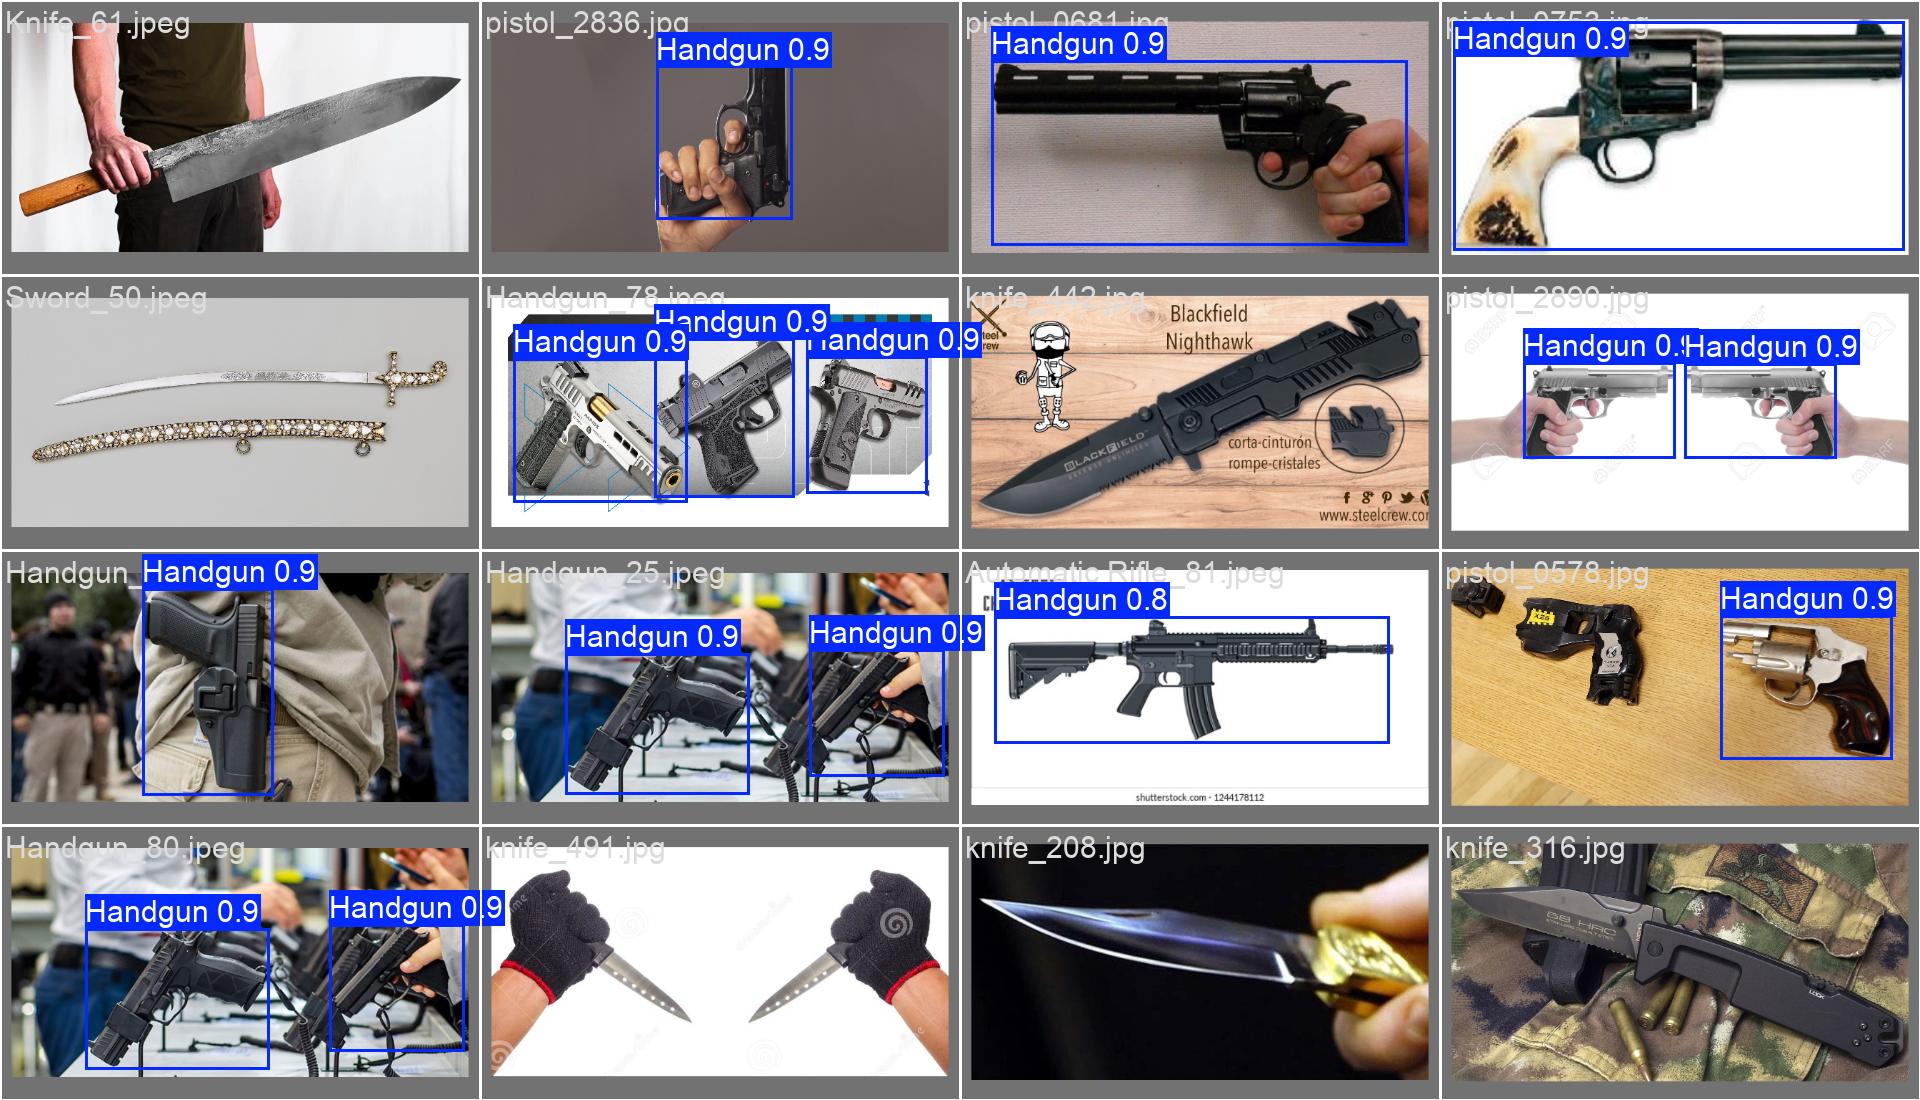 Knife_61.jpeg
pistol_2836.jpg
Handgun 0.9
pistol_0681.jpg
Handgun 0.9
pistol_0753.jpg
Handgun 0.9
Sword_50.jpeg
Handgun_78.jpeg
Handgun 0.9
Handgun 0.9
Handgun 0.9
knife_442.jpg
Blackfield
Nighthawk
BLACKFIELD
corta-cinturón
rompe-cristales
www.steelcrew.com
pistol_2890.jpg
Handgun 0.9
Handgun 0.9
Handgun_
Handgun 0.9
Handgun_25.jpeg
Handgun 0.9
Handgun 0.9
Automatic Rifle_81.jpeg
Handgun 0.8
shutterstock.com · 1244178112
pistol_0578.jpg
Handgun 0.9
Handgun_80.jpeg
Handgun 0.9
Handgun 0.9
knife_491.jpg
knife_208.jpg
knife_316.jpg
LOCK